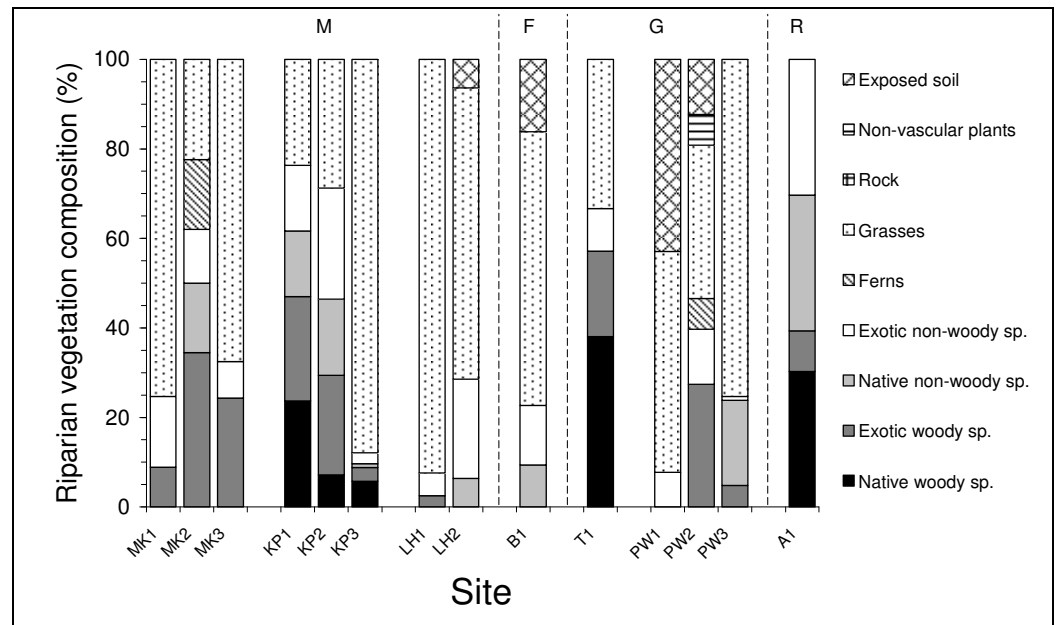 M F G R
Riparian vegetation composition (%)
100
80
60
40
20
0
MK1 MK2 MK3 KP1 KP2 KP3 LH1 LH2 B1 T1 PW1 PW2 PW3 A1
Site
Exposed soil
Non-vascular plants
Rock
Grasses
Ferns
Exotic non-woody sp.
Native non-woody sp.
Exotic woody sp.
Native woody sp.